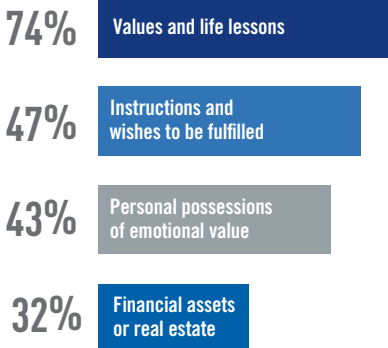 74%
Values and life lessons
47%
Instructions and
wishes to be fulfilled
43%
Personal possessions
of emotional value
32%
Financial assets
or real estate